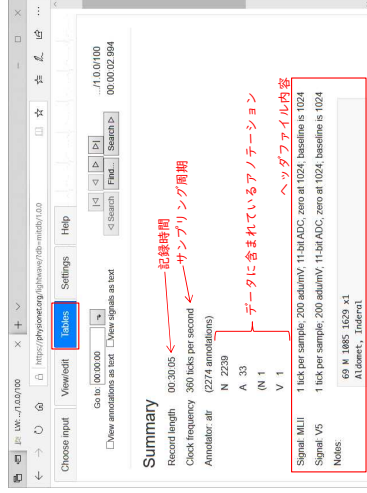 LW: .../1.0.0/100
https://physionet.org/lightwave/?db=mitdb/1.0.0
Choose input
View/edit
Tables
Settings
Help
Go to: 00:00:00
.../1.0.0/100
00:00:02.994
View annotations as text
View signals as text
Search
Find...
Search
Summary
Record length 00:30:05 記録時間
Clock frequency 360 ticks per second サンプリング周期
Annotator: atr (2274 annotations)
N 2239
A 33
(N 1
V 1
データに含まれているアノテーション
ヘッダファイル内容
Signal: MLII 1 tick per sample; 200 adu/mV, 11-bit ADC, zero at 1024, baseline is 1024
Signal: V5 1 tick per sample; 200 adu/mV, 11-bit ADC, zero at 1024, baseline is 1024
Notes
69 M 1085 1629 x1
Aldomet, Inderal